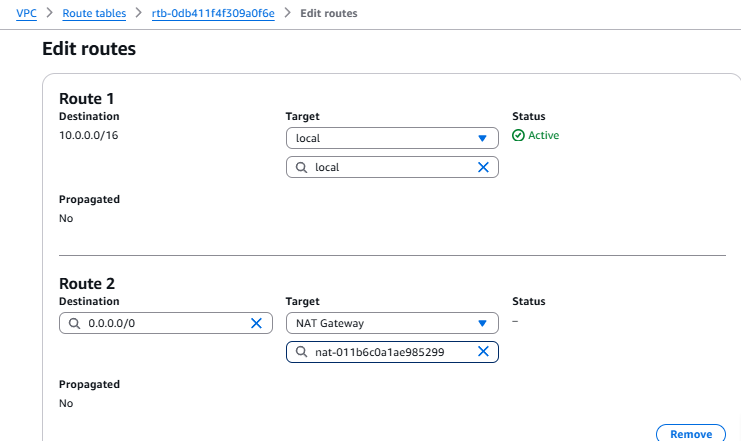 VPC > Route tables > rtb-0db411f4f309a0f6e > Edit routes
Edit routes
Route 1
Destination Target Status
10.0.0.0/16 local Active
local
Propagated
No
Route 2
Destination Target Status
0.0.0.0/0 NAT Gateway –
nat-011b6c0a1ae985299
Propagated
No
Remove